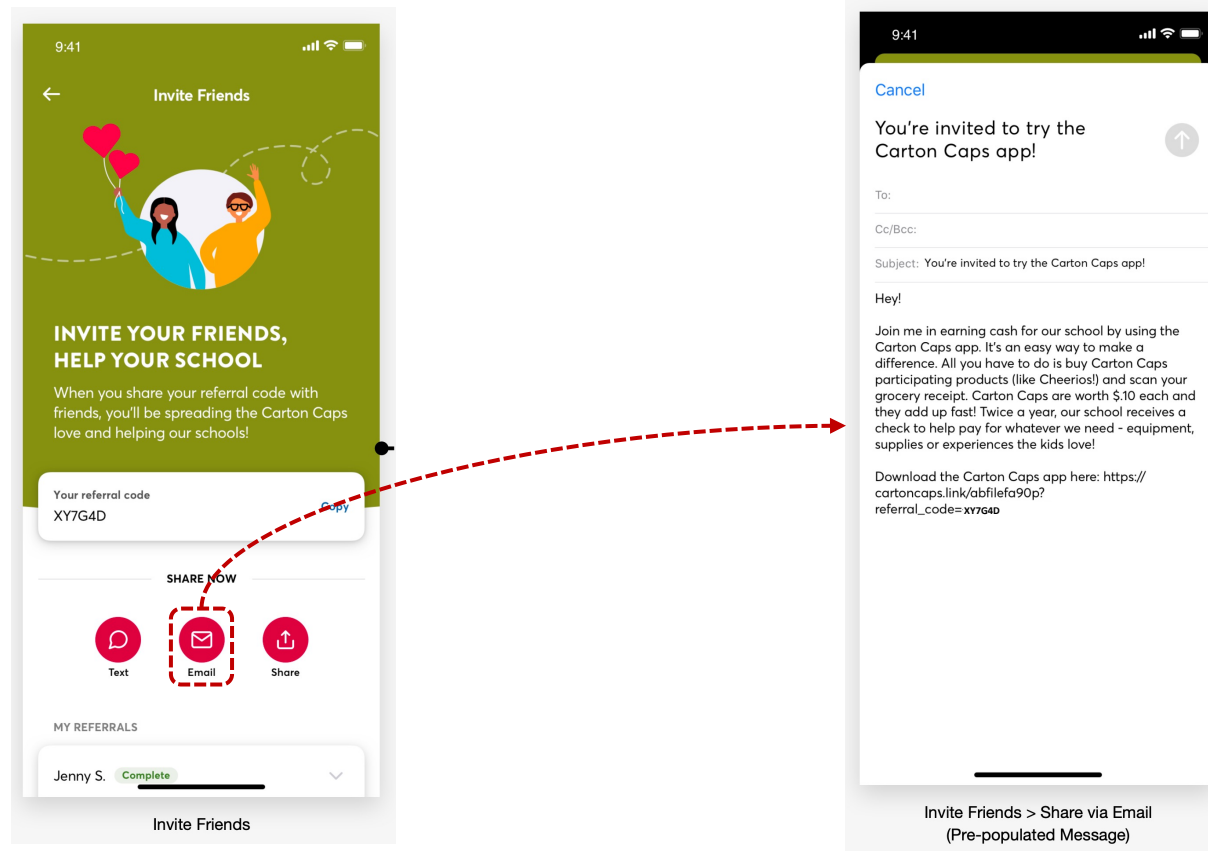 9:41
Invite Friends
INVITE YOUR FRIENDS,
HELP YOUR SCHOOL
When you share your referral code with
friends, you'll be spreading the Carton Caps
love and helping our schools!
Your referral code
XY7G4D
Copy
SHARE NOW
Text
Email
Share
MY REFERRALS
Jenny S.
Complete
Invite Friends
9:41
Cancel
You're invited to try the
Carton Caps app!
To:
Cc/Bcc:
Subject: You're invited to try the Carton Caps app!
Hey!
Join me in earning cash for our school by using the
Carton Caps app. It's an easy way to make a
difference. All you have to do is buy Carton Caps
participating products (like Cheerios!) and scan your
grocery receipt. Carton Caps are worth $.10 each and
they add up fast! Twice a year, our school receives a
check to help pay for whatever we need - equipment,
supplies or experiences the kids love!
Download the Carton Caps app here: https://
cartoncaps.link/abfilefa90p?
referral_code=XY7G4D
Invite Friends > Share via Email
(Pre-populated Message)